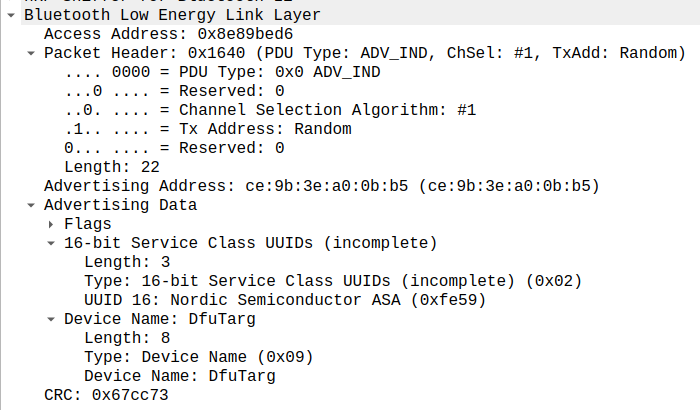 Bluetooth Low Energy Link Layer
Access Address: 0x8e89bed6
Packet Header: 0x1640 (PDU Type: ADV_IND, ChSel: #1, TxAdd: Random)
.... 0000 = PDU Type: 0x0 ADV_IND
...0 .... = Reserved: 0
..0. .... = Channel Selection Algorithm: #1
.1.. .... = Tx Address: Random
0... .... = Reserved: 0
Length: 22
Advertising Address: ce:9b:3e:a0:0b:b5 (ce:9b:3e:a0:0b:b5)
Advertising Data
Flags
16-bit Service Class UUIDs (incomplete)
Length: 3
Type: 16-bit Service Class UUIDs (incomplete) (0x02)
UUID 16: Nordic Semiconductor ASA (0xfe59)
Device Name: DfuTarg
Length: 8
Type: Device Name (0x09)
Device Name: DfuTarg
CRC: 0x67cc73